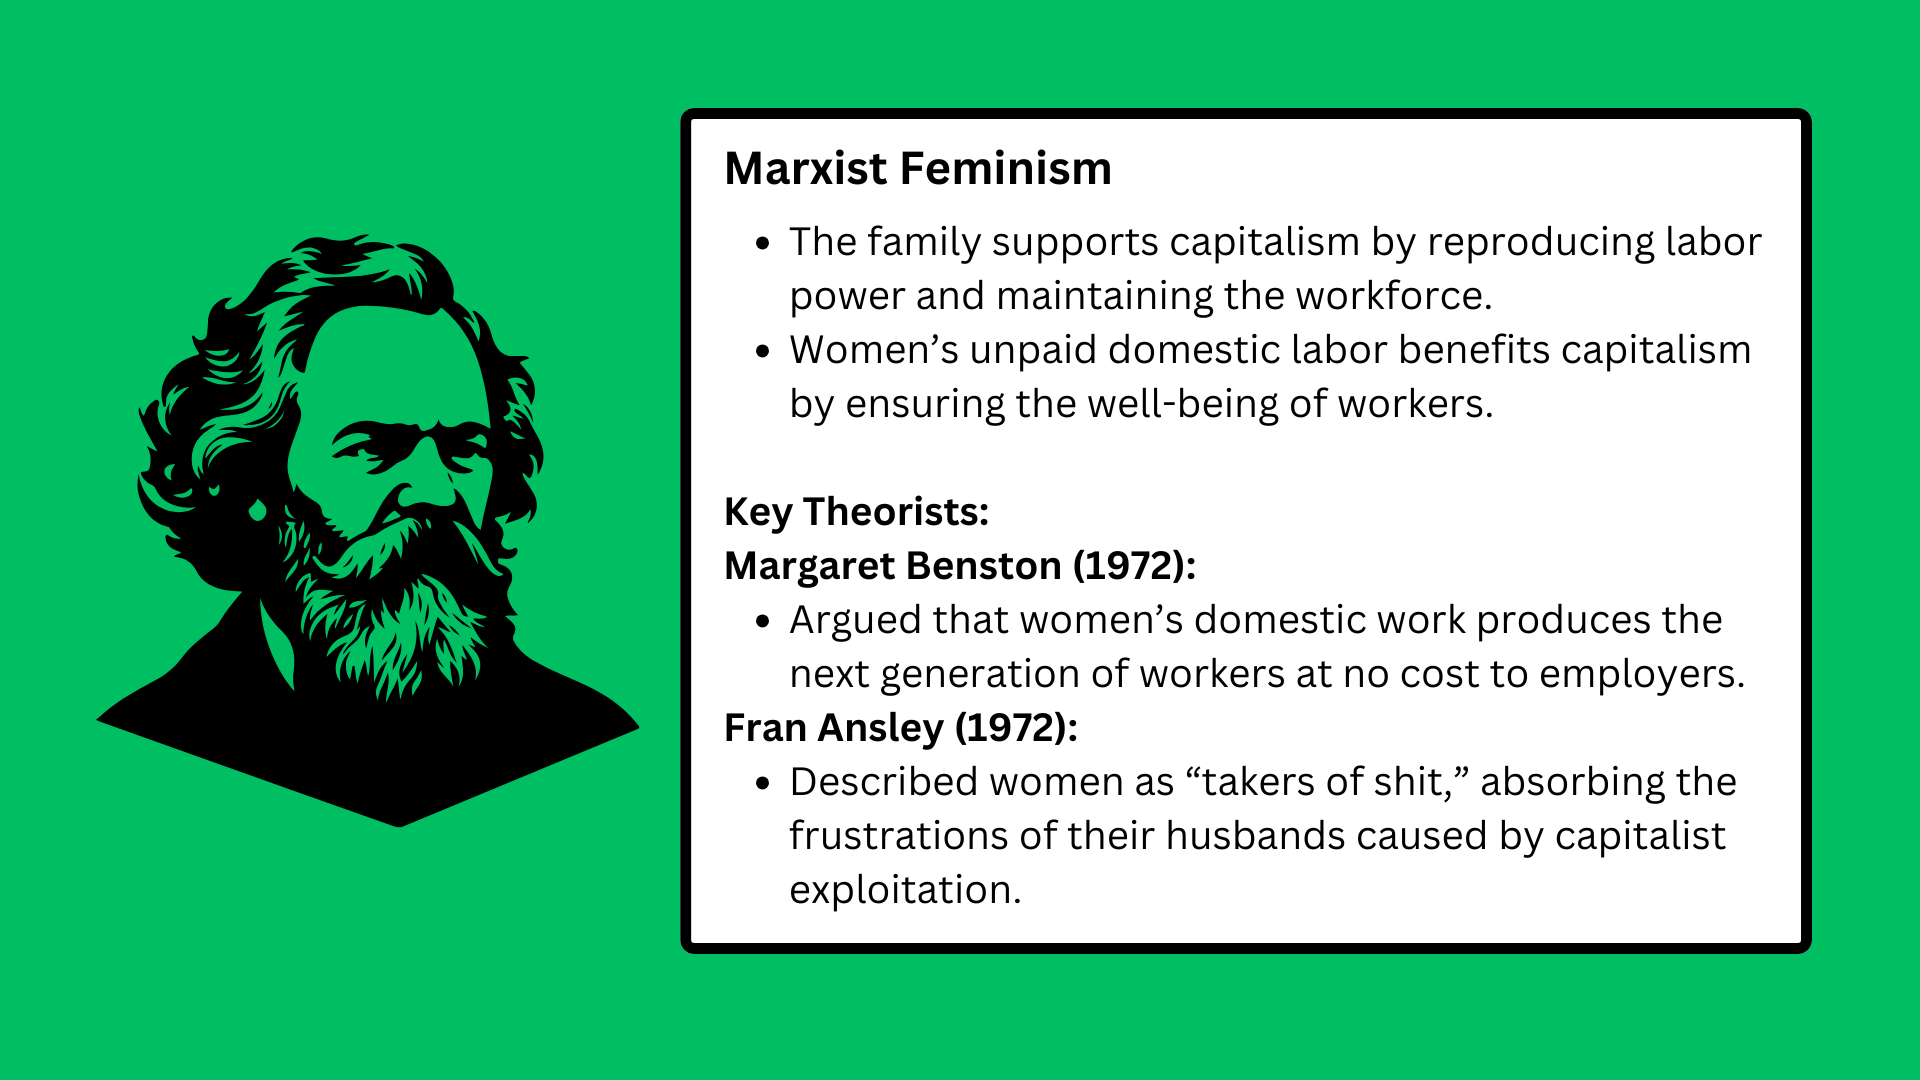 Marxist Feminism
• The family supports capitalism by reproducing labor
power and maintaining the workforce.
• Women’s unpaid domestic labor benefits capitalism
by ensuring the well-being of workers.
Key Theorists:
Margaret Benston (1972):
• Argued that women’s domestic work produces the
next generation of workers at no cost to employers.
Fran Ansley (1972):
• Described women as “takers of shit,” absorbing the
frustrations of their husbands caused by capitalist
exploitation.